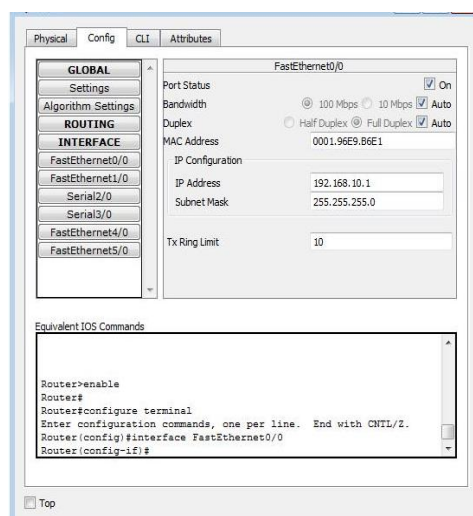 Physical Config CLI Attributes
GLOBAL
Settings
Algorithm Settings
ROUTING
INTERFACE
FastEthernet0/0
FastEthernet1/0
Serial2/0
Serial3/0
FastEthernet4/0
FastEthernet5/0
FastEthernet0/0
Port Status On
Bandwidth 100 Mbps 10 Mbps Auto
Duplex Half Duplex Full Duplex Auto
MAC Address 0001.96E9.B6E1
IP Configuration
IP Address 192.168.10.1
Subnet Mask 255.255.255.0
Tx Ring Limit 10
Equivalent IOS Commands
Router>enable
Router#
Router#configure terminal
Enter configuration commands, one per line. End with CNTL/Z.
Router(config)#interface FastEthernet0/0
Router(config-if)#
Top